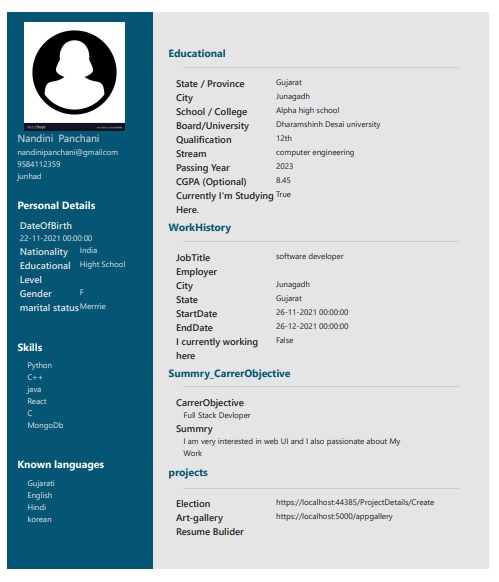 Nandini Panchani
nandinipanchani@gmailcom
9584112359
junhad
Personal Details
DateOfBirth
22-11-2021 00:00:00
Nationality India
Educational Hight School
Level
Gender F
marital status Merrie
Skills
Python
C++
java
React
C
MongoDb
Known languages
Gujarati
English
Hindi
korean
Educational
State / Province Gujarat
City Junagadh
School / College Alpha high school
Board/University Dharamshinh Desai university
Qualification 12th
Stream computer engineering
Passing Year 2023
CGPA (Optional) 8.45
Currently I'm Studying True
Here.
WorkHistory
JobTitle software developer
Employer
City Junagadh
State Gujarat
StartDate 26-11-2021 00:00:00
EndDate 26-12-2021 00:00:00
I currently working False
here
Summry_CarrerObjective
CarrerObjective
Full Stack Devloper
Summry
I am very interested in web UI and I also passionate about My
Work
projects
Election https://localhost:44385/ProjectDetails/Create
Art-gallery https://localhost:5000/appgallery
Resume Bulider